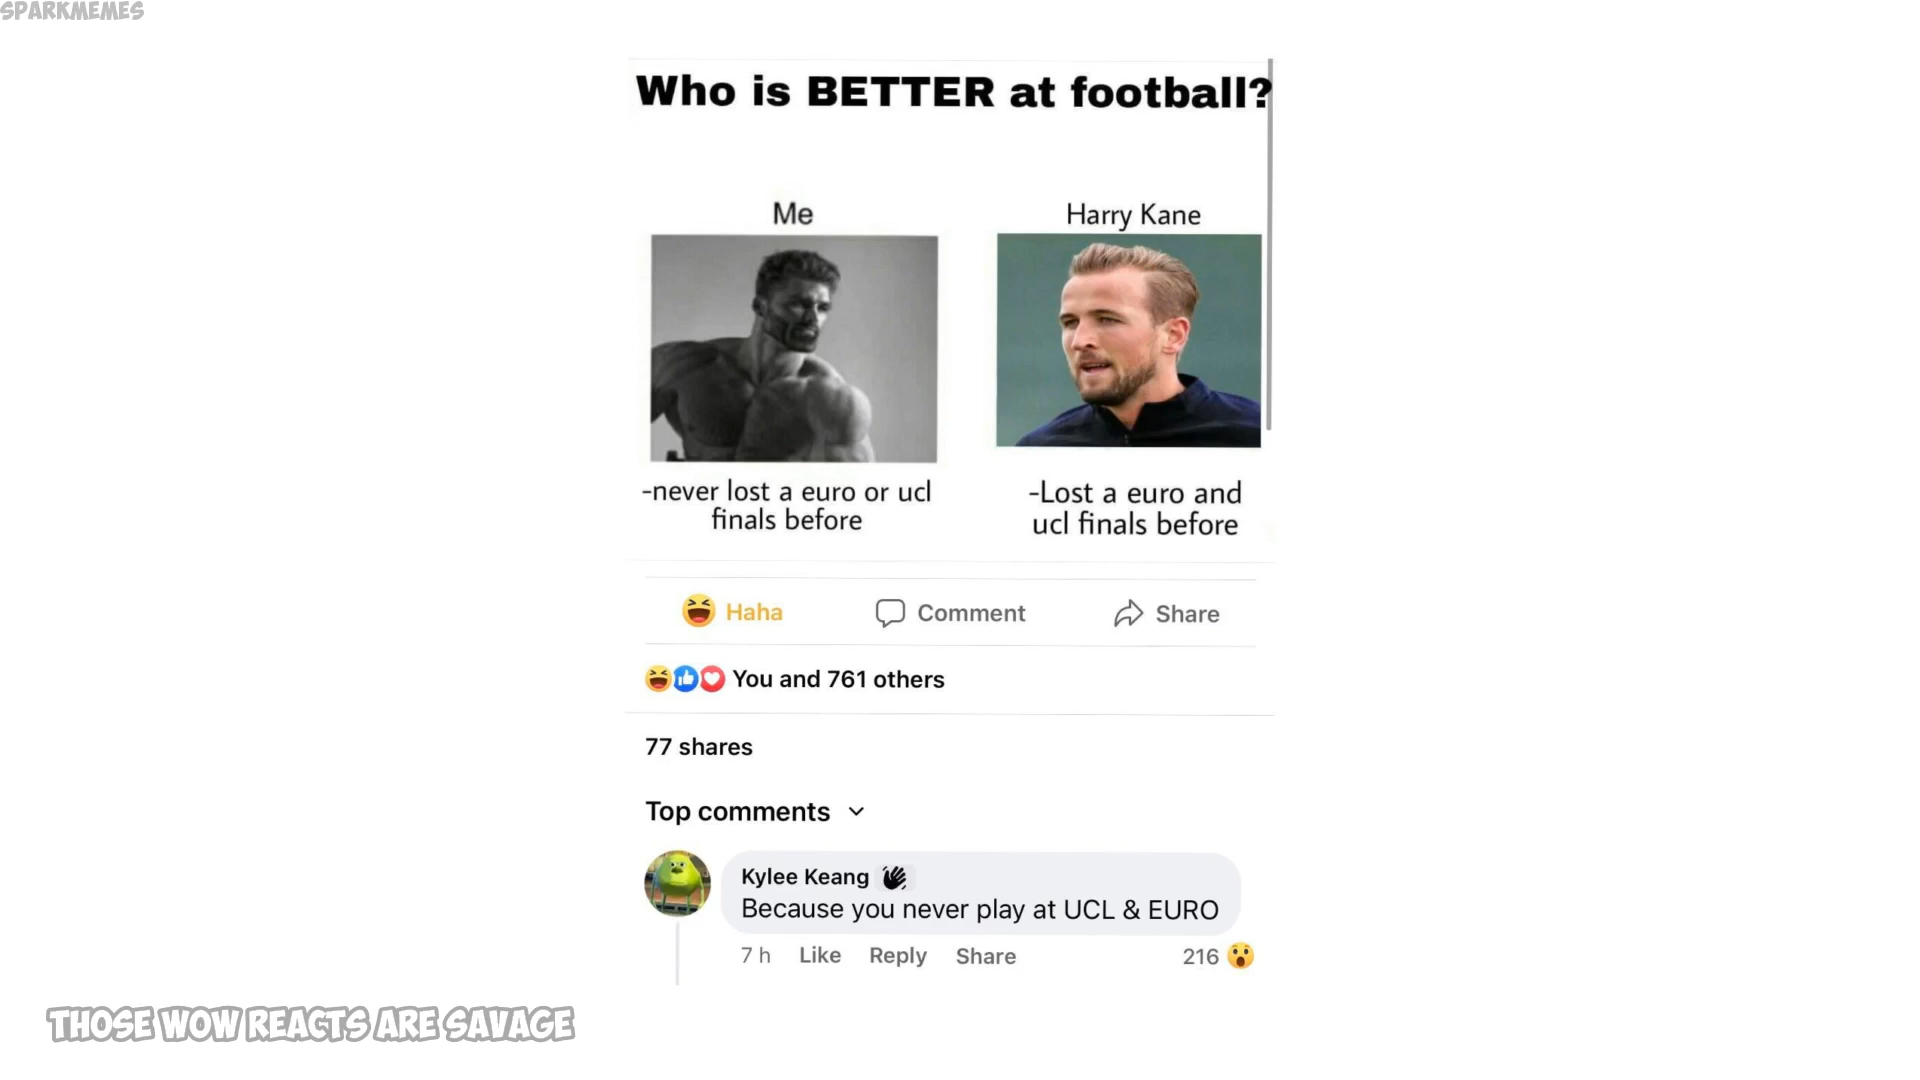 SPARKMEMES
Who is BETTER at football?
Me
Harry Kane
-never lost a euro or ucl
finals before
-Lost a euro and
ucl finals before
Haha
Comment
Share
You and 761 others
77 shares
Top comments
Kylee Keang
Because you never play at UCL & EURO
7 h Like Reply Share 216
THOSE WOW REACTS ARE SAVAGE